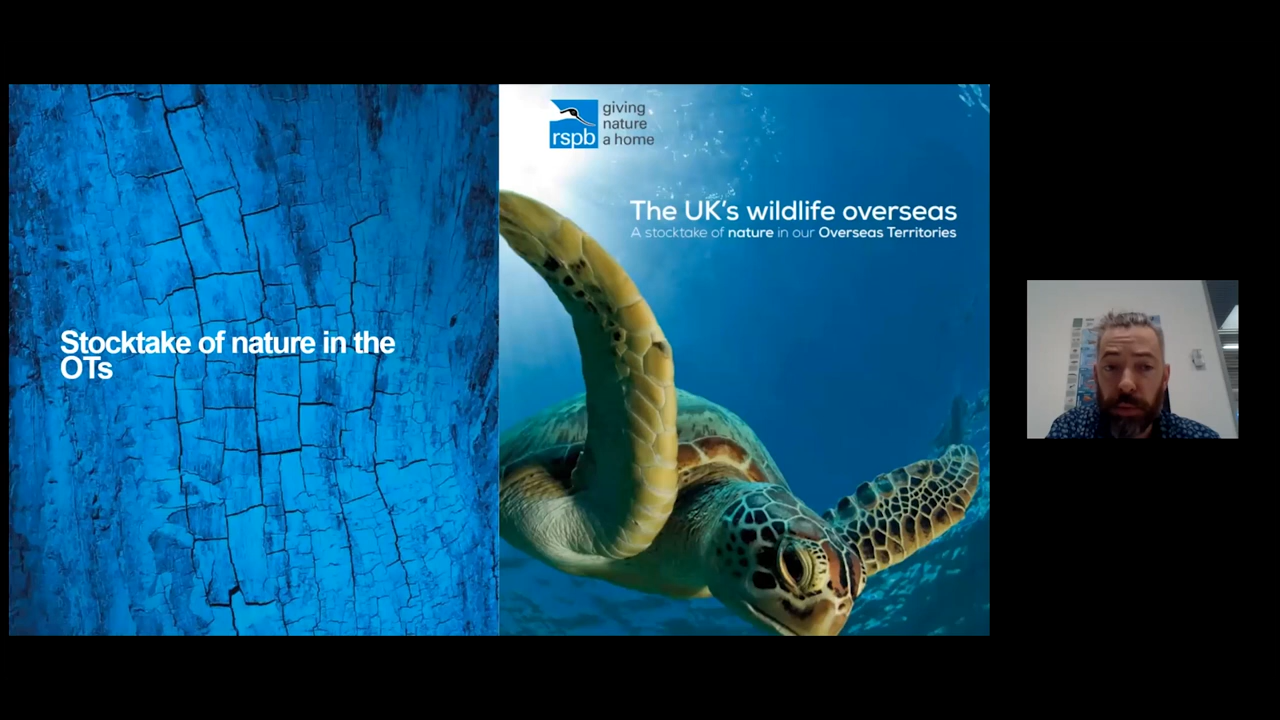 Stocktake of nature in the
OTs
rspb
giving
nature
a home
The UK's wildlife overseas
A stocktake of nature in our Overseas Territories